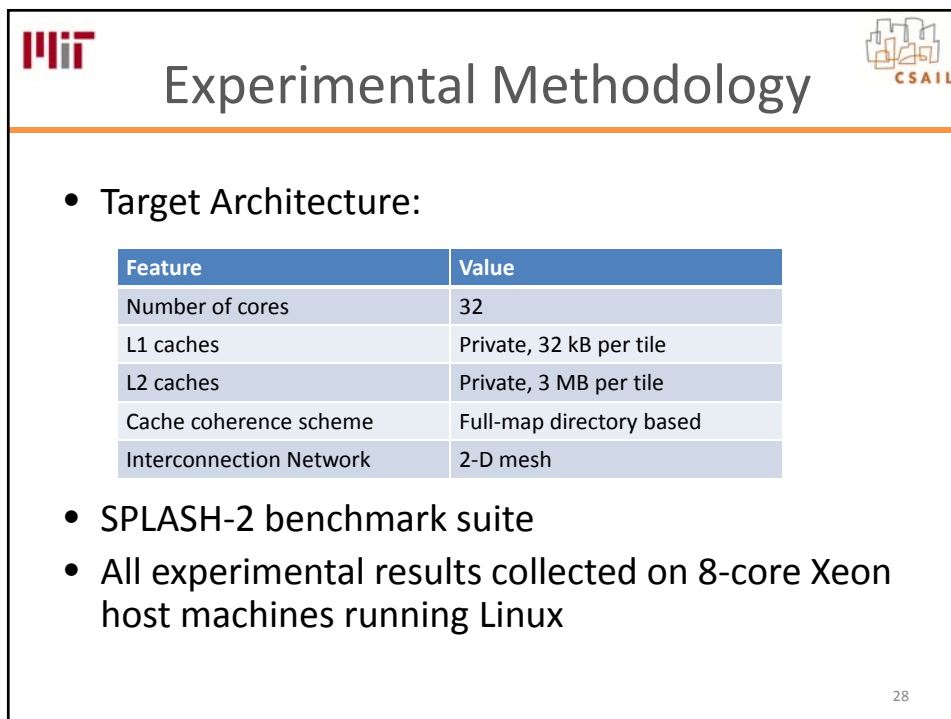 MiT
CSAIL
Experimental Methodology
• Target Architecture:
Feature Value
Number of cores 32
L1 caches Private, 32 kB per tile
L2 caches Private, 3 MB per tile
Cache coherence scheme Full-map directory based
Interconnection Network 2-D mesh
• SPLASH-2 benchmark suite
• All experimental results collected on 8-core Xeon
host machines running Linux
28